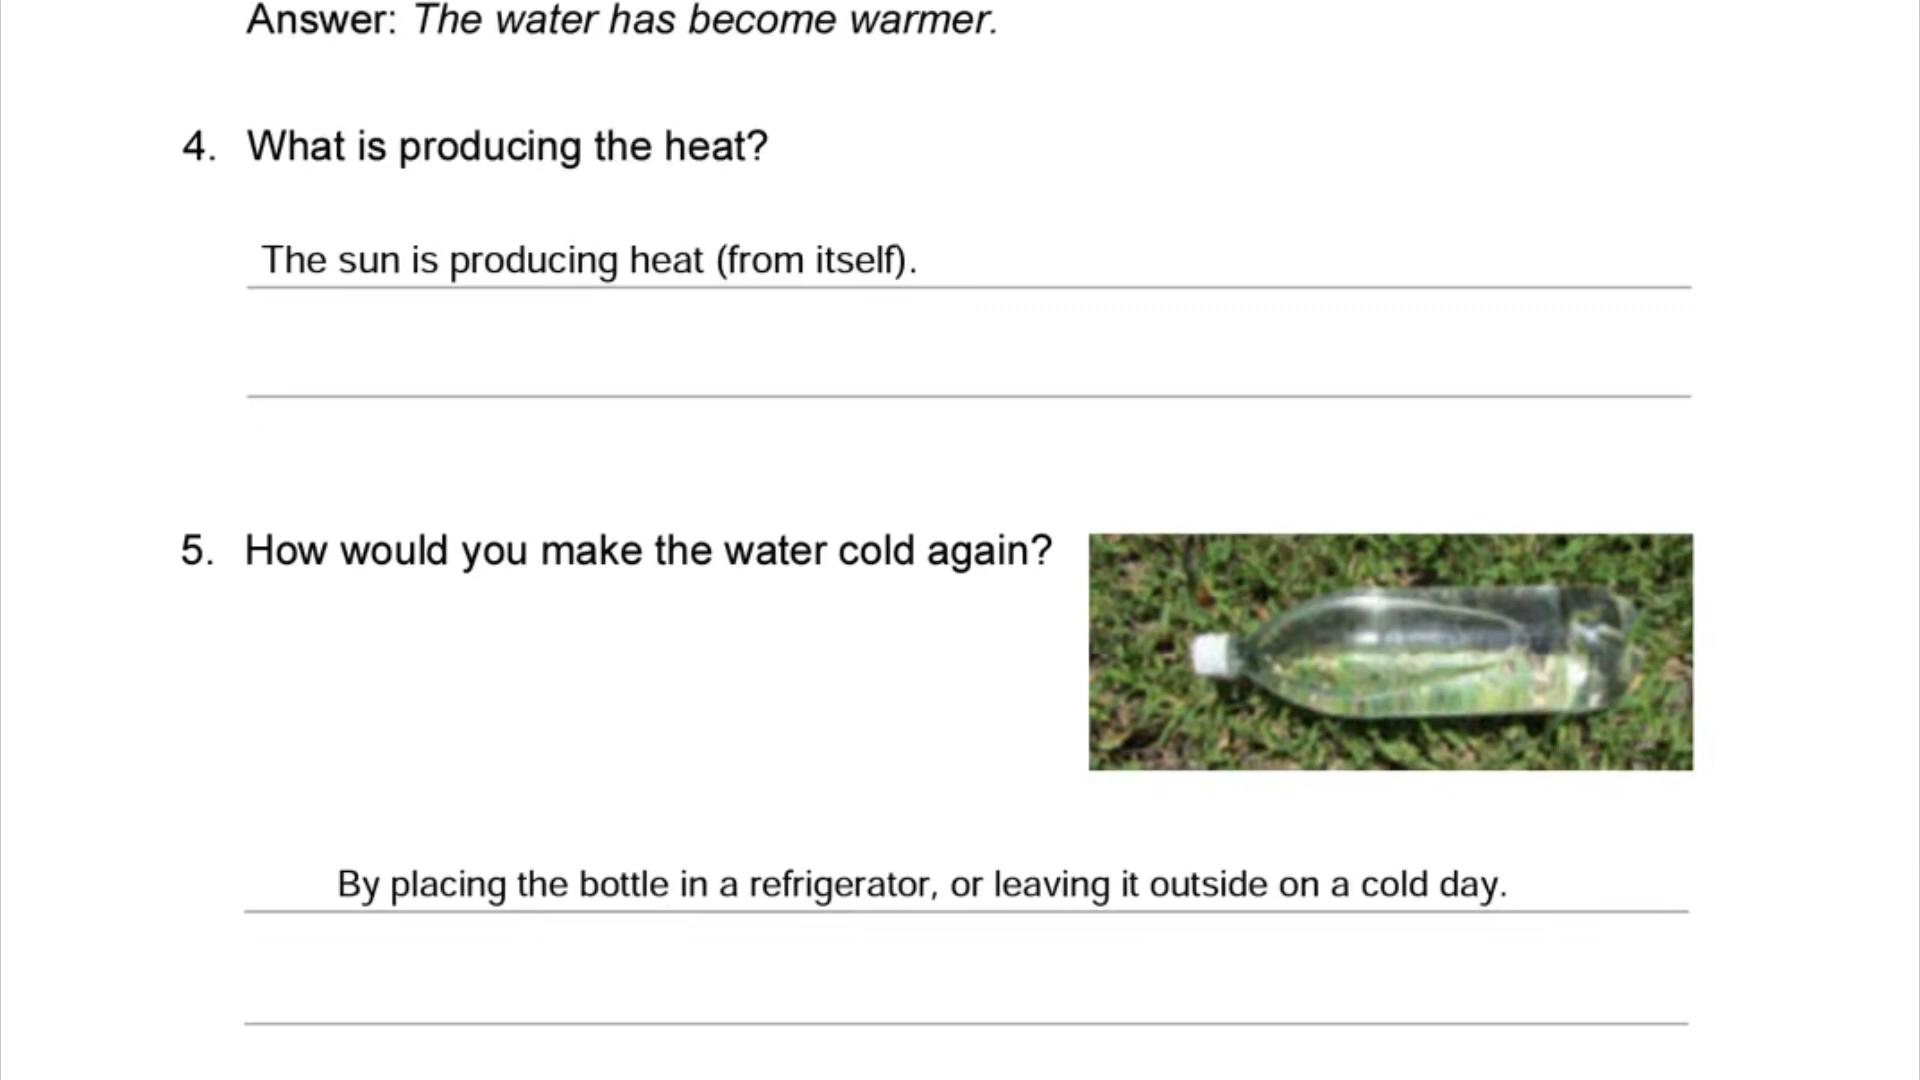 Answer: The water has become warmer.
4. What is producing the heat?
The sun is producing heat (from itself).
5. How would you make the water cold again?
By placing the bottle in a refrigerator, or leaving it outside on a cold day.